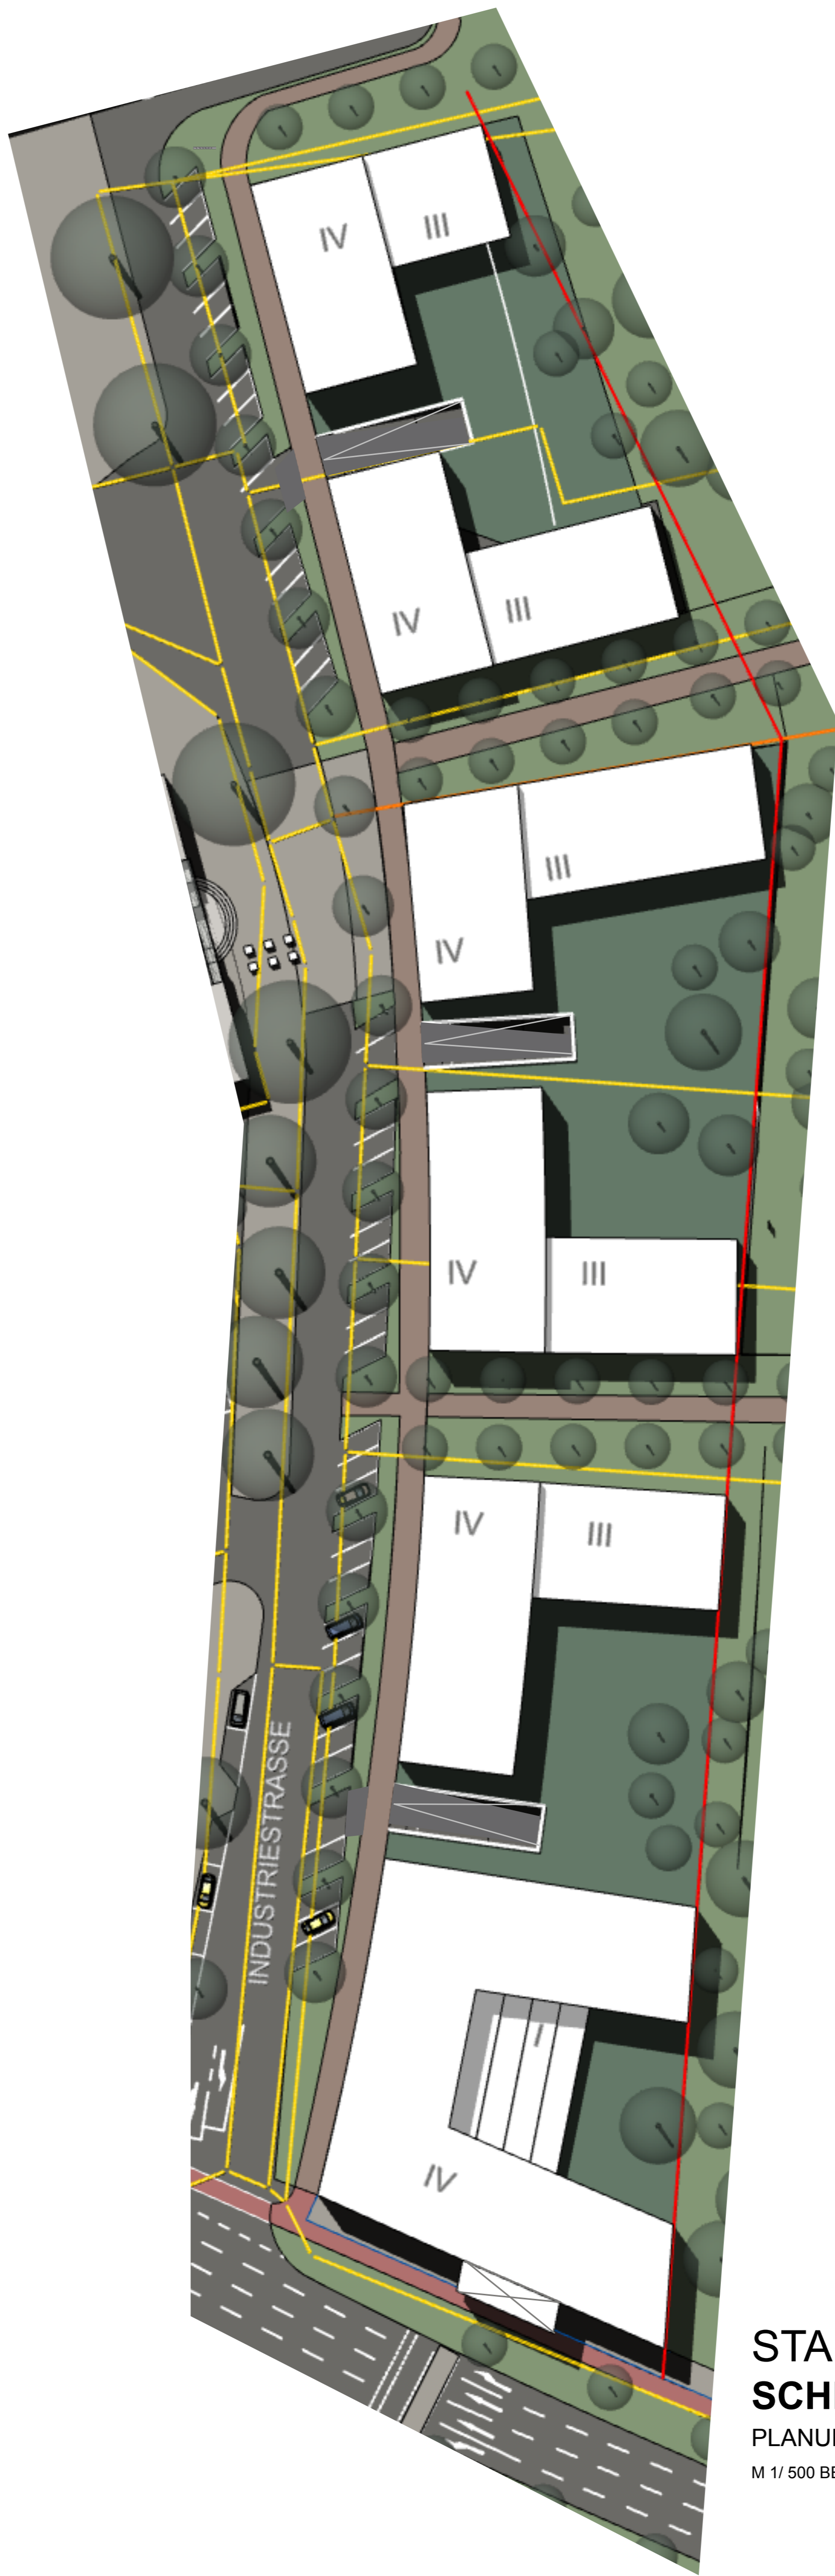 IV
III
IV
III
III
IV
IV
III
IV
III
INDUSTRIESTRASSE
I
IV
STA
SCH
PLANU
M 1/ 500 BE